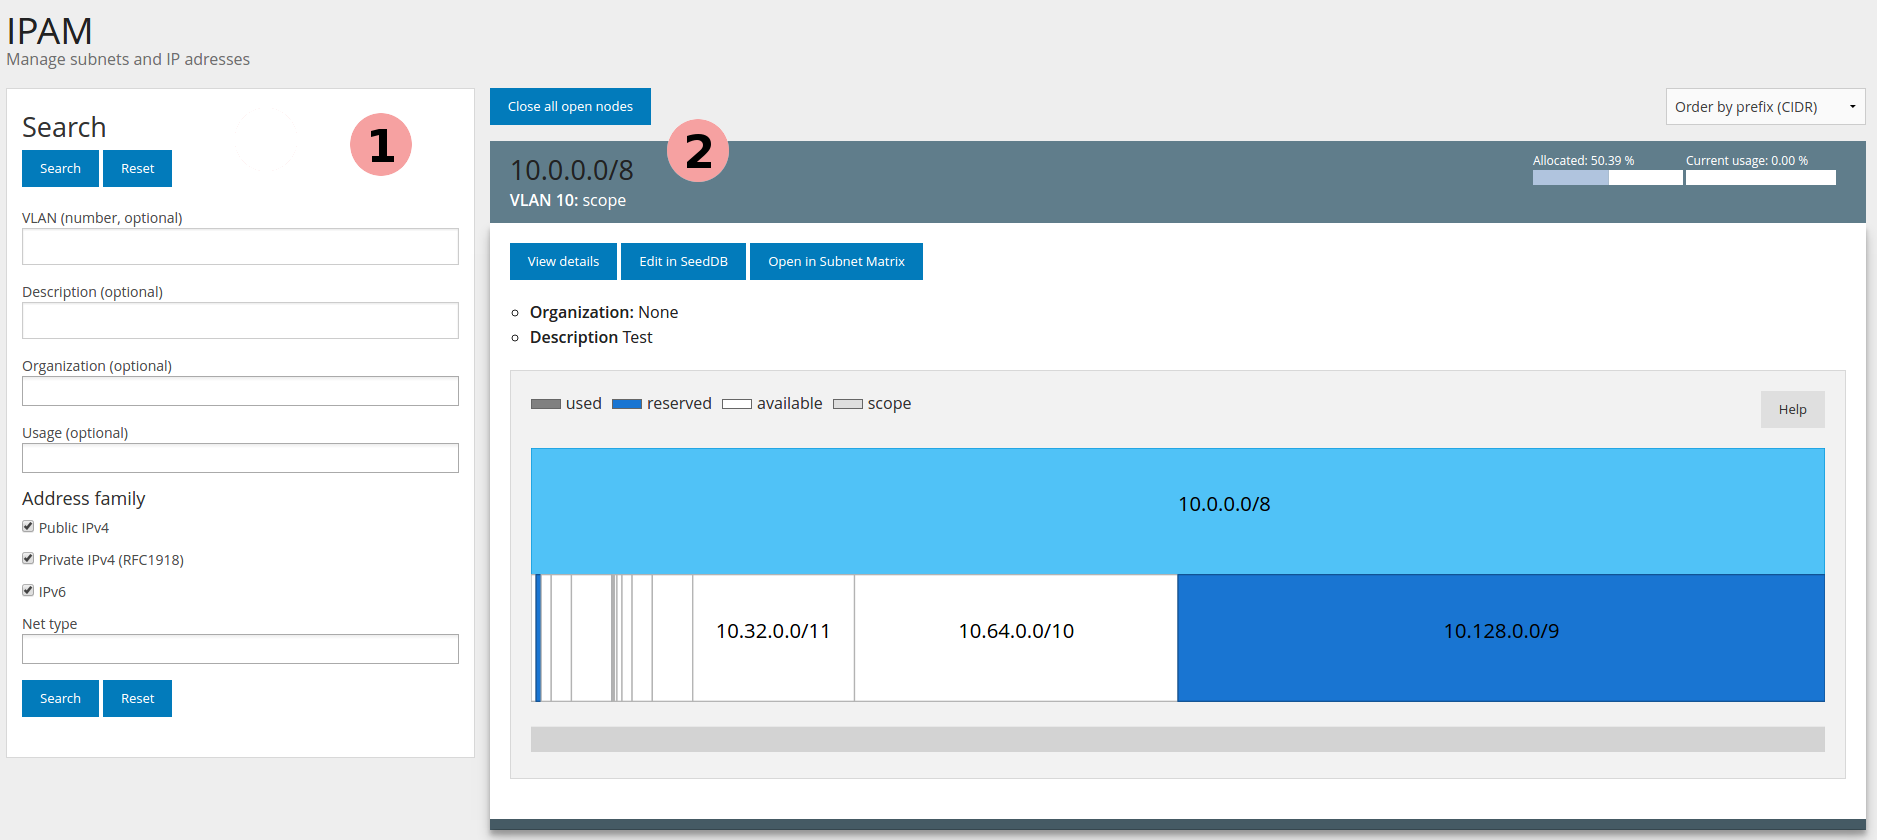 IPAM
Manage subnets and IP adresses
Search
1
Search Reset
VLAN (number, optional)
Description (optional)
Organization (optional)
Usage (optional)
Address family
Public IPv4
Private IPv4 (RFC1918)
IPv6
Net type
Search Reset
Close all open nodes
Order by prefix (CIDR)
2
10.0.0.0/8
VLAN 10: scope
Allocated: 50.39 % Current usage: 0.00 %
View details Edit in SeedDB Open in Subnet Matrix
Organization: None
Description Test
used reserved available scope
Help
10.0.0.0/8
10.32.0.0/11 10.64.0.0/10 10.128.0.0/9